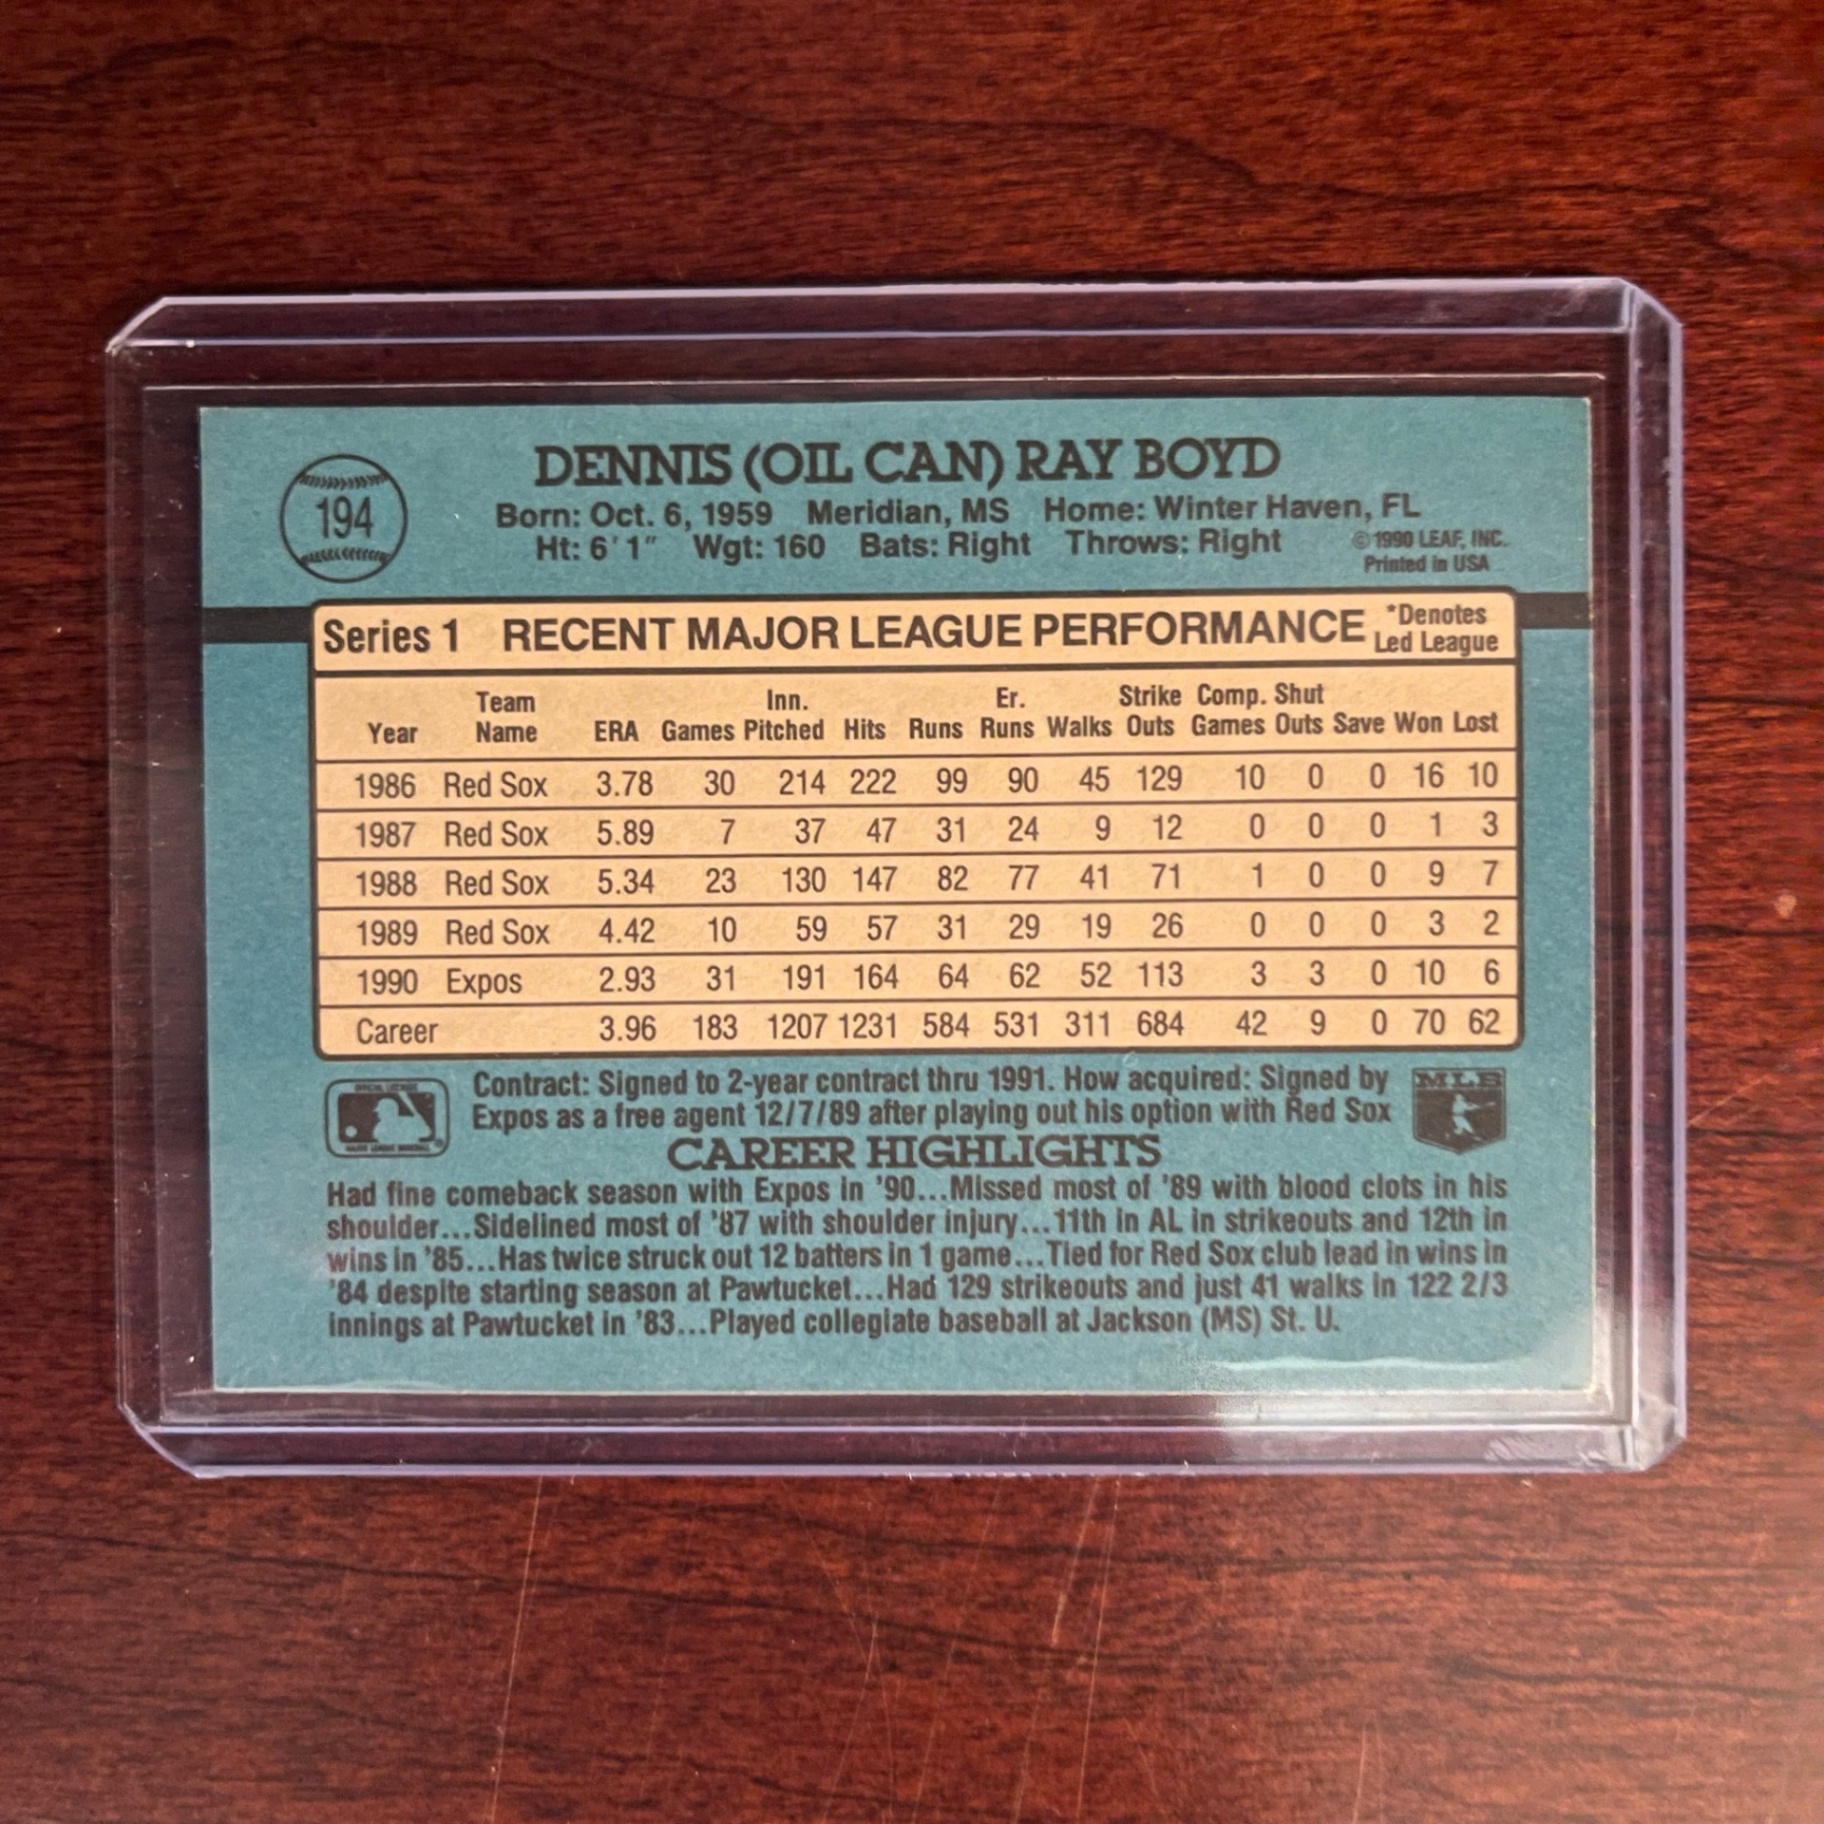 194
DENNIS (OIL CAN) RAY BOYD
Born: Oct. 6, 1959 Meridian, MS Home: Winter Haven, FL
Ht: 6'1" Wgt: 160 Bats: Right Throws: Right
©1990 LEAF, INC.
Printed in USA
Series 1 RECENT MAJOR LEAGUE PERFORMANCE *Denotes Led League
Year Team Name ERA Games Inn. Pitched Hits Runs Er. Runs Walks Strike Outs Comp. Games Shut Outs Save Won Lost
1986 Red Sox 3.78 30 214 222 99 90 45 129 10 0 0 16 10
1987 Red Sox 5.89 7 37 47 31 24 9 12 0 0 0 1 3
1988 Red Sox 5.34 23 130 147 82 77 41 71 1 0 0 9 7
1989 Red Sox 4.42 10 59 57 31 29 19 26 0 0 0 3 2
1990 Expos 2.93 31 191 164 64 62 52 113 3 3 0 10 6
Career 3.96 183 1207 1231 584 531 311 684 42 9 0 70 62
Contract: Signed to 2-year contract thru 1991. How acquired: Signed by
Expos as a free agent 12/7/89 after playing out his option with Red Sox
MLB
CAREER HIGHLIGHTS
Had fine comeback season with Expos in '90...Missed most of '89 with blood clots in his
shoulder...Sidelined most of '87 with shoulder injury...11th in AL in strikeouts and 12th in
wins in '85...Has twice struck out 12 batters in 1 game...Tied for Red Sox club lead in wins in
'84 despite starting season at Pawtucket...Had 129 strikeouts and just 41 walks in 122 2/3
innings at Pawtucket in '83...Played collegiate baseball at Jackson (MS) St. U.